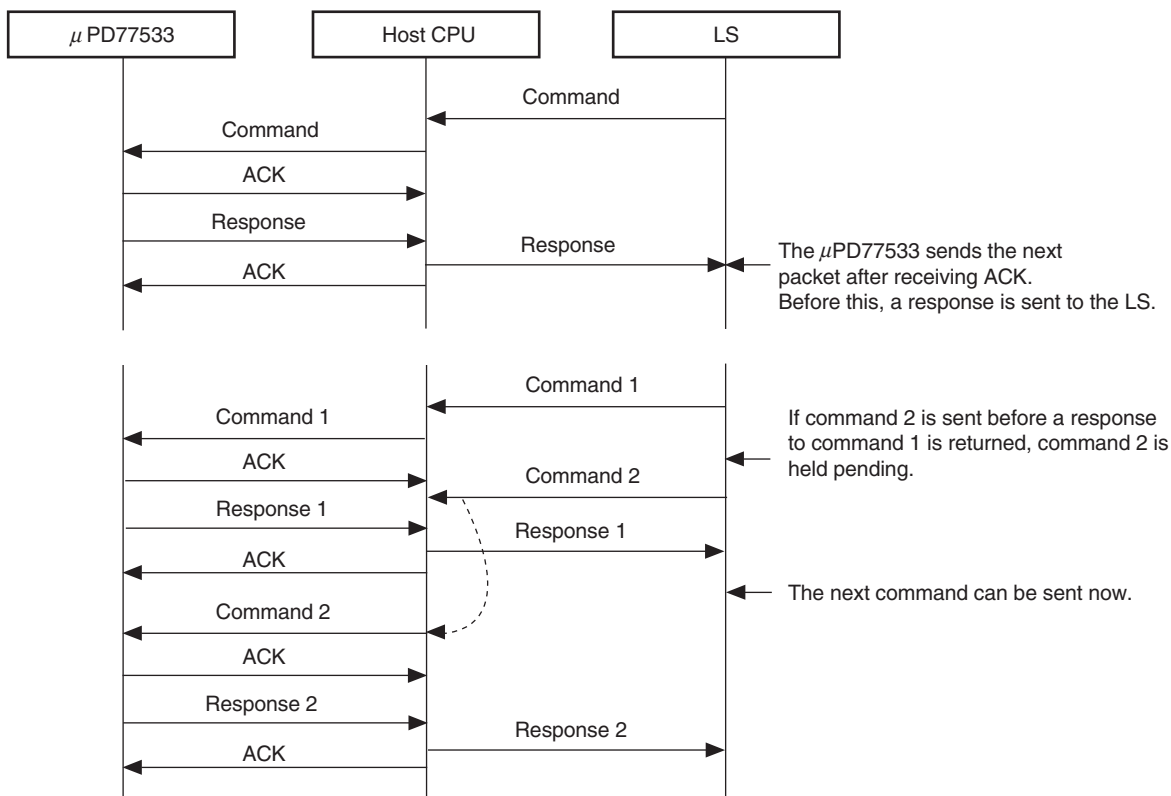 μ PD77533
Host CPU
LS
Command
Command
ACK
Response
Response
ACK
The μPD77533 sends the next
packet after receiving ACK.
Before this, a response is sent to the LS.
Command 1
Command 1
If command 2 is sent before a response
to command 1 is returned, command 2 is
held pending.
ACK
Command 2
Response 1
Response 1
ACK
The next command can be sent now.
Command 2
ACK
Response 2
Response 2
ACK